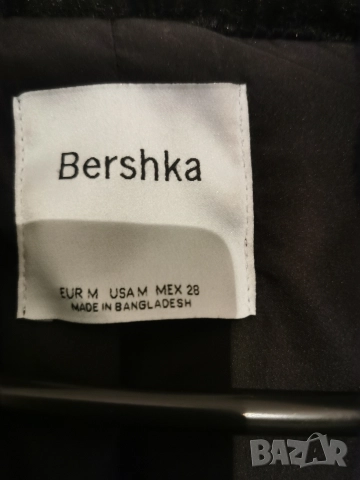 Bershka
EUR M USA M MEX 28
MADE IN BANGLADESH
BAZAR